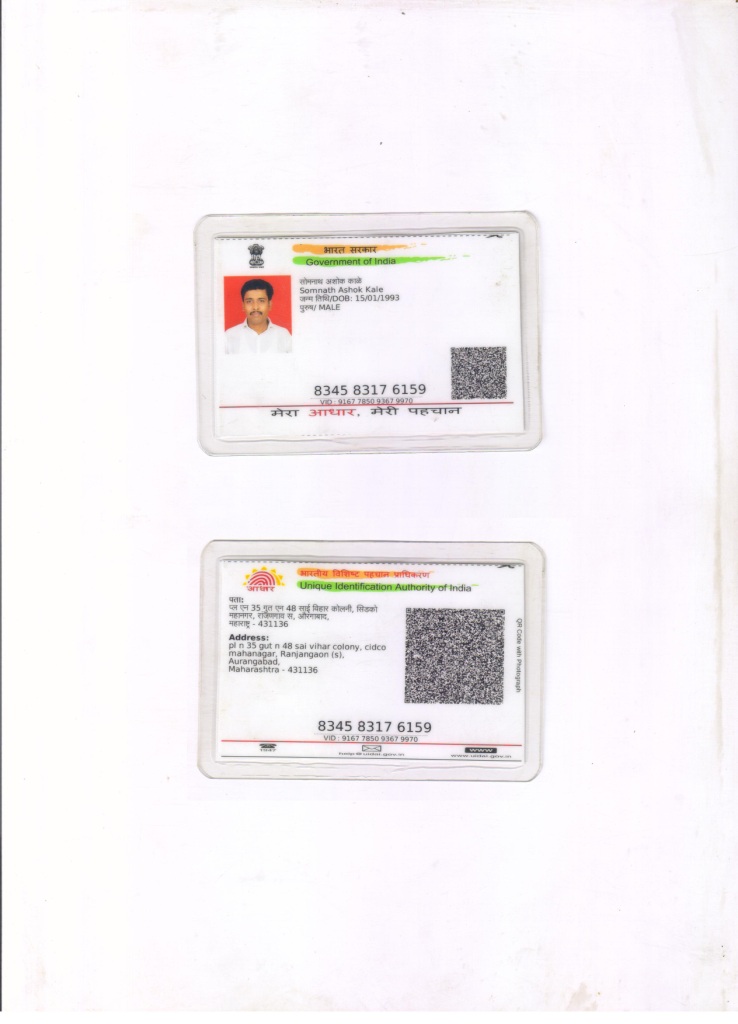 भारत सरकार
Government of India
सोमनाथ अशोक काळे
Somnath Ashok Kale
जन्म तिथि/DOB: 15/01/1993
पुरुष/ MALE
8345 8317 6159
VID : 9167 7850 9367 9970
मेरा आधार, मेरी पहचान
भारतीय विशिष्ट पहचान प्राधिकरण
Unique Identification Authority of India
आधार
पता:
प्ल एन 35 गुत एन 48 साई विहार कोलनी, सिडको
महानगर, औरंगाबाद,
महाराष्ट्र - 431136
Address:
pl n 35 gut n 48 sai vihar colony, cidco
mahanagar, Ranjangaon (s),
Aurangabad,
Maharashtra - 431136
QR Code with Photograph
8345 8317 6159
VID : 9167 7850 9367 9970
1947
help@uidai.gov.in
www
www.uidai.gov.in